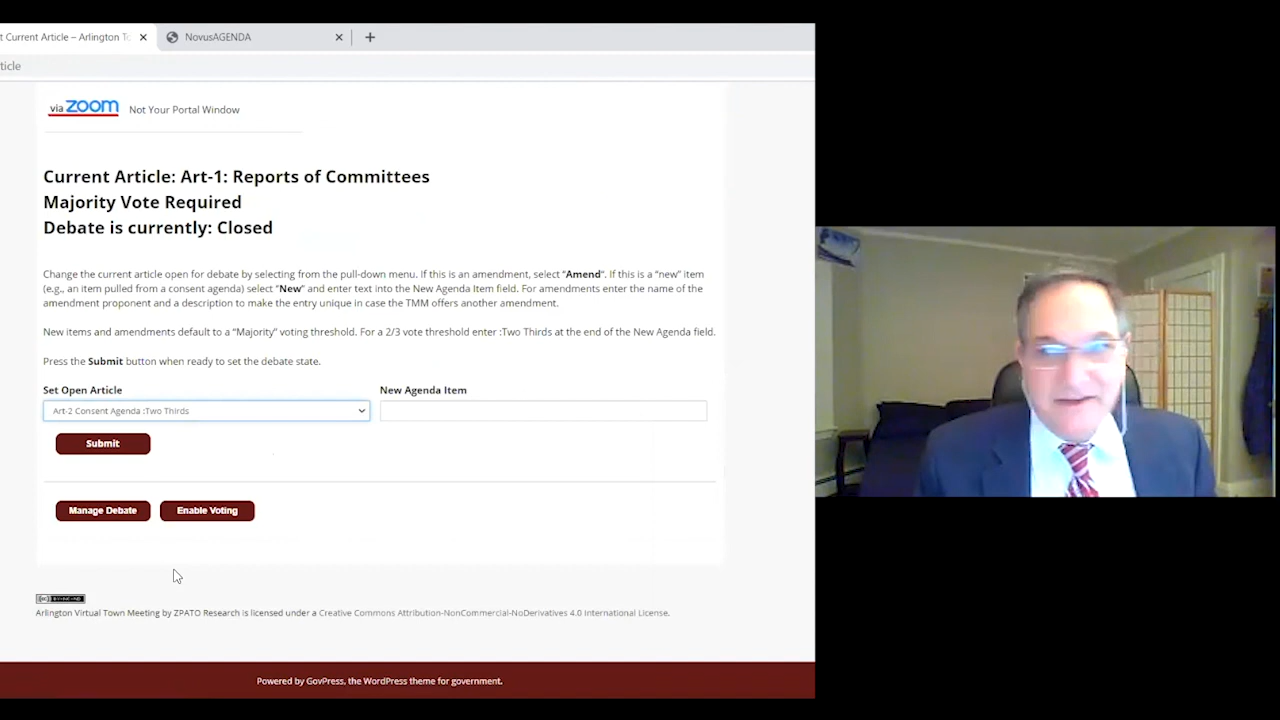 t Current Article – Arlington To
NovusAGENDA
ticle
via zoom Not Your Portal Window
Current Article: Art-1: Reports of Committees
Majority Vote Required
Debate is currently: Closed
Change the current article open for debate by selecting from the pull-down menu. If this is an amendment, select "Amend". If this is a "new" item
(e.g., an item pulled from a consent agenda) select "New" and enter text into the New Agenda Item field. For amendments enter the name of the
amendment proponent and a description to make the entry unique in case the TMM offers another amendment.
New items and amendments default to a "Majority" voting threshold. For a 2/3 vote threshold enter :Two Thirds at the end of the New Agenda field.
Press the Submit button when ready to set the debate state.
Set Open Article New Agenda Item
Art-2 Consent Agenda :Two Thirds
Submit
Manage Debate Enable Voting
Arlington Virtual Town Meeting by ZPATO Research is licensed under a Creative Commons Attribution-NonCommercial-NoDerivatives 4.0 International License.
Powered by GovPress, the WordPress theme for government.